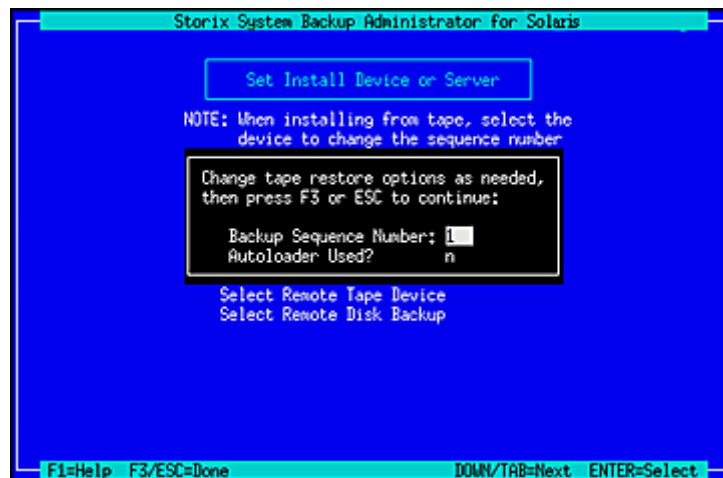 Storix System Backup Administrator for Solaris
Set Install Device or Server
NOTE: When installing from tape, select the
device to change the sequence number
Change tape restore options as needed,
then press F3 or ESC to continue:
Backup Sequence Number: 1
Autoloader Used? n
Select Remote Tape Device
Select Remote Disk Backup
F1=Help F3/ESC=Done DOWN/TAB=Next ENTER=Select